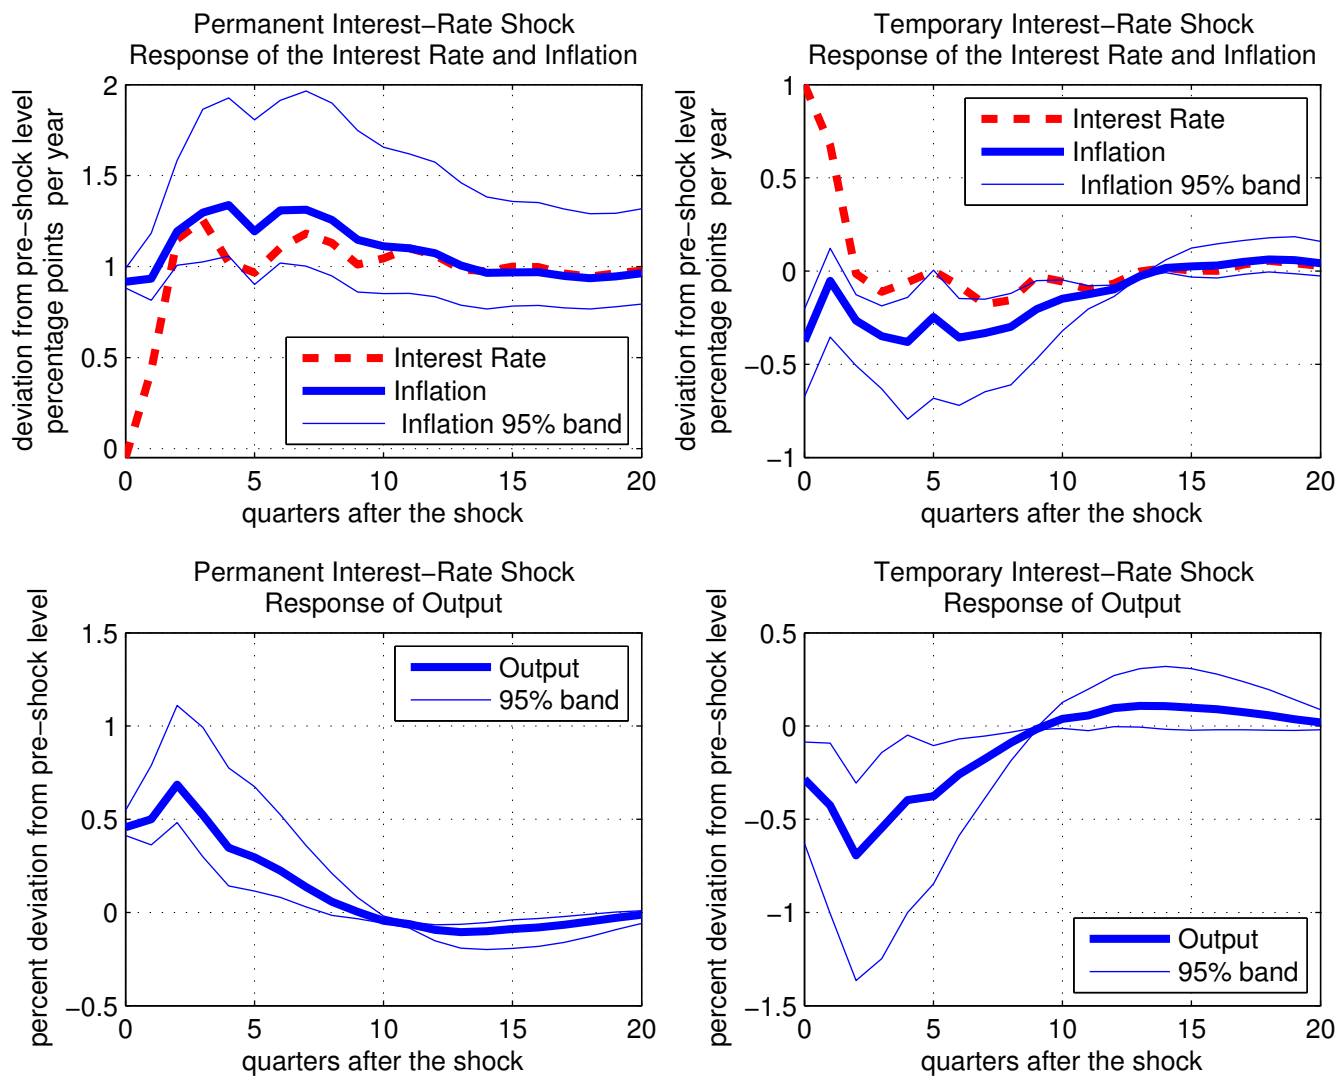 Permanent Interest−Rate Shock
Response of the Interest Rate and Inflation
deviation from pre−shock level
percentage points per year
2
1.5
1
0.5
0
Interest Rate
Inflation
Inflation 95% band
0 5 10 15 20
quarters after the shock
Temporary Interest−Rate Shock
Response of the Interest Rate and Inflation
deviation from pre−shock level
percentage points per year
1
0.5
0
−0.5
−1
Interest Rate
Inflation
Inflation 95% band
0 5 10 15 20
quarters after the shock
Permanent Interest−Rate Shock
Response of Output
percent deviation from pre−shock level
1.5
1
0.5
0
−0.5
Output
95% band
0 5 10 15 20
quarters after the shock
Temporary Interest−Rate Shock
Response of Output
percent deviation from pre−shock level
0.5
0
−0.5
−1
−1.5
Output
95% band
0 5 10 15 20
quarters after the shock